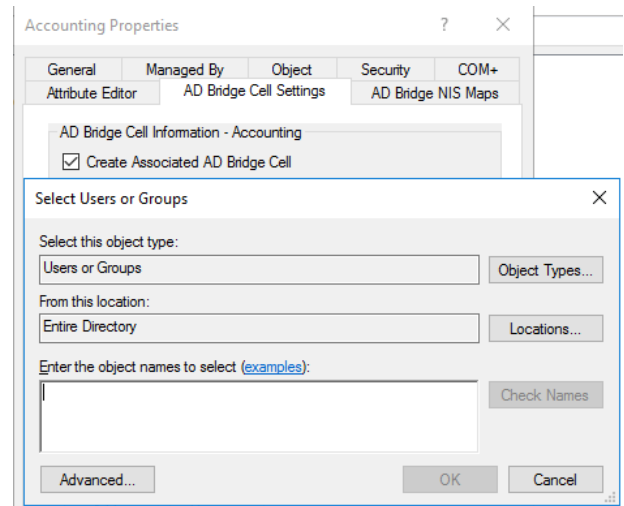 Accounting Properties
?
General Managed By Object Security COM+
Attribute Editor AD Bridge Cell Settings AD Bridge NIS Maps
AD Bridge Cell Information - Accounting
Create Associated AD Bridge Cell
Select Users or Groups
Select this object type:
Users or Groups
Object Types...
From this location:
Entire Directory
Locations...
Enter the object names to select (examples):
Check Names
Advanced...
OK
Cancel